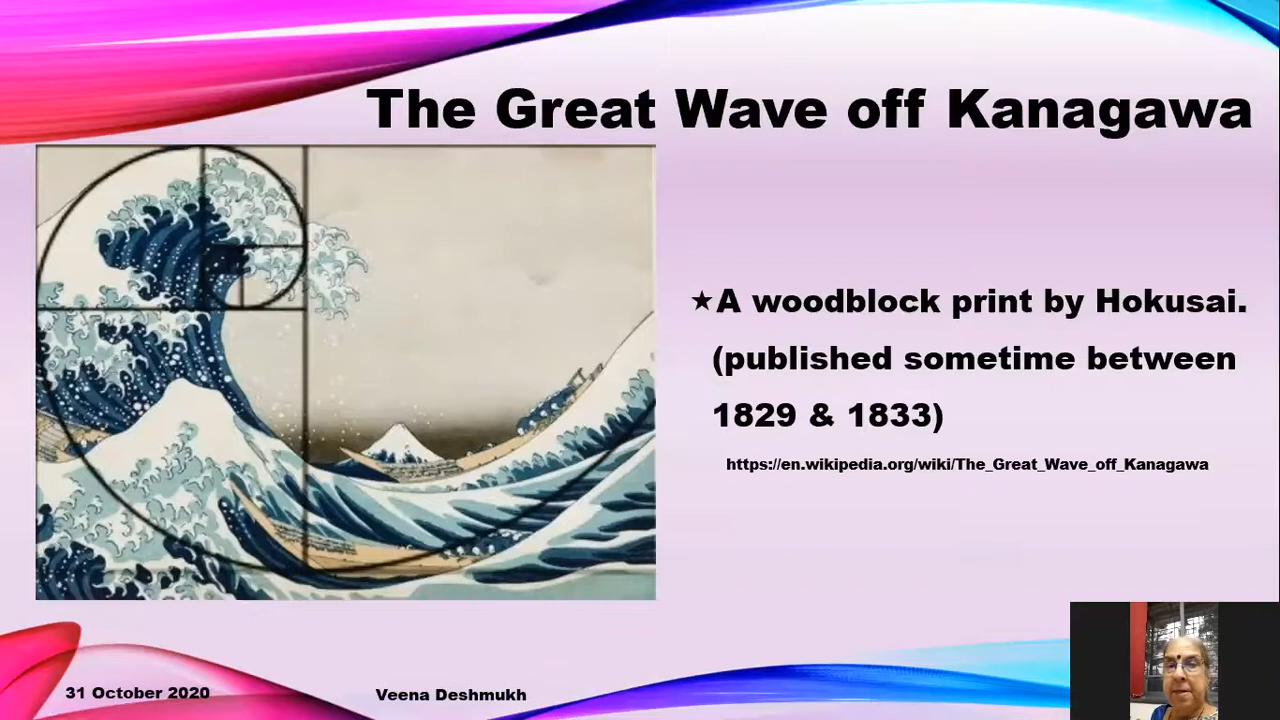 The Great Wave off Kanagawa
★A woodblock print by Hokusai.
(published sometime between
1829 & 1833)
https://en.wikipedia.org/wiki/The_Great_Wave_off_Kanagawa
31 October 2020
Veena Deshmukh